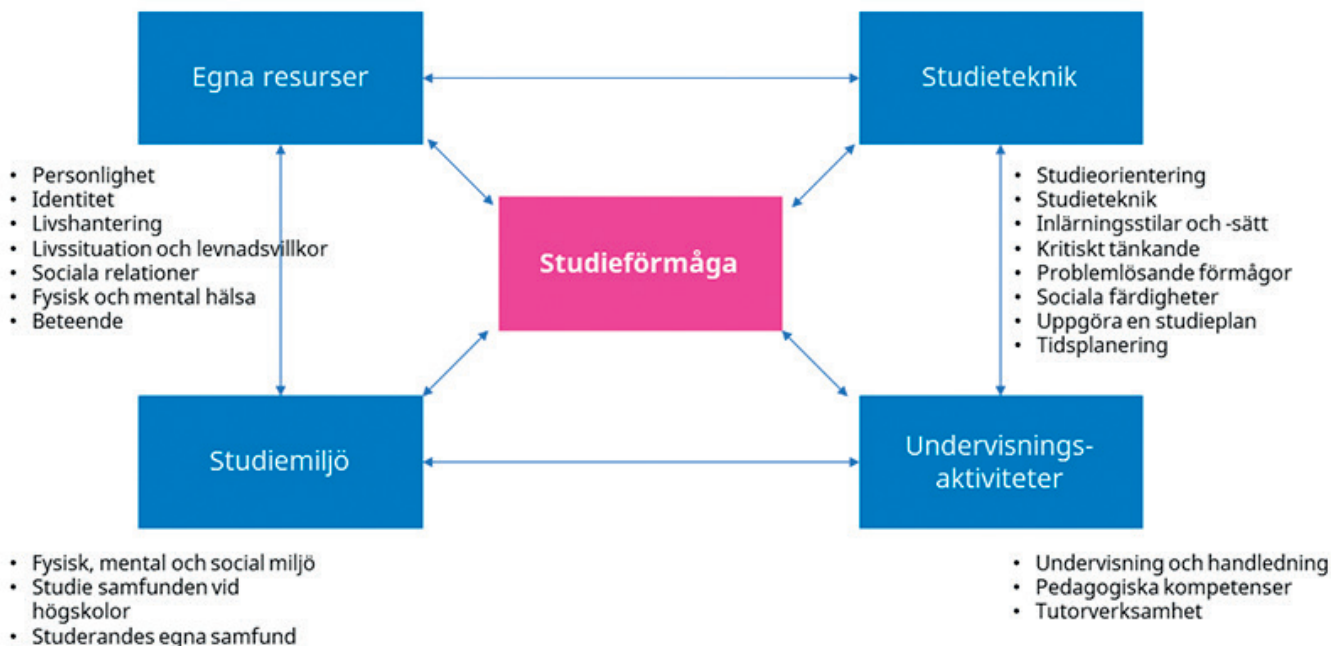 Egna resurser
Studieteknik
• Personlighet
• Identitet
• Livshantering
• Livssituation och levnadsvillkor
• Sociala relationer
• Fysisk och mental hälsa
• Beteende
Studieförmåga
• Studieorientering
• Studieteknik
• Inlärningsstilar och -sätt
• Kritiskt tänkande
• Problemlösande förmågor
• Sociala färdigheter
• Uppgöra en studieplan
• Tidsplanering
Studiemiljö
Undervisnings-
aktiviteter
• Fysisk, mental och social miljö
• Studie samfunden vid
högskolor
• Studerandes egna samfund
• Undervisning och handledning
• Pedagogiska kompetenser
• Tutorverksamhet